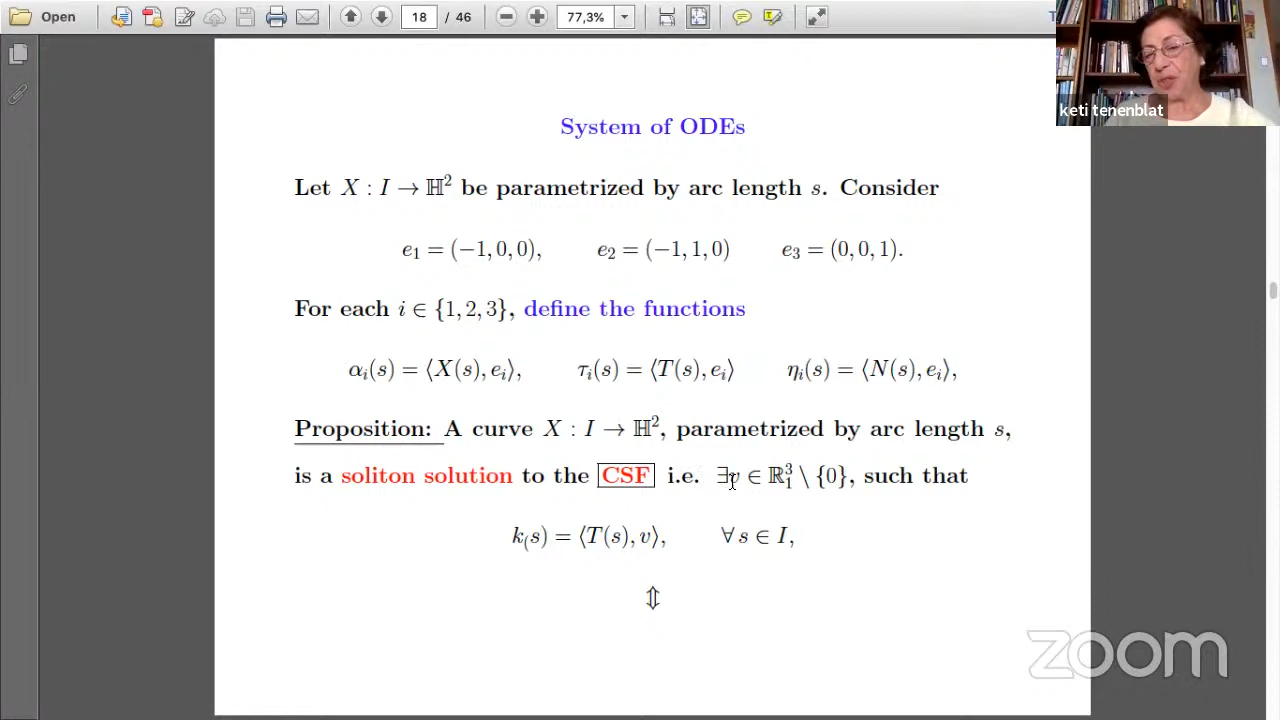 Open 18 / 46 77,3%
keti tenenblat
System of ODEs
Let X : I → ℍ² be parametrized by arc length s. Consider
e₁ = (−1, 0, 0), e₂ = (−1, 1, 0) e₃ = (0, 0, 1).
For each i ∈ {1, 2, 3}, define the functions
αᵢ(s) = ⟨X(s), eᵢ⟩, τᵢ(s) = ⟨T(s), eᵢ⟩ ηᵢ(s) = ⟨N(s), eᵢ⟩,
Proposition: A curve X : I → ℍ², parametrized by arc length s,
is a soliton solution to the CSF i.e. ∃v ∈ ℝ³₁ \ {0}, such that
k₍s) = ⟨T(s), v⟩, ∀ s ∈ I,
⇕
zoom